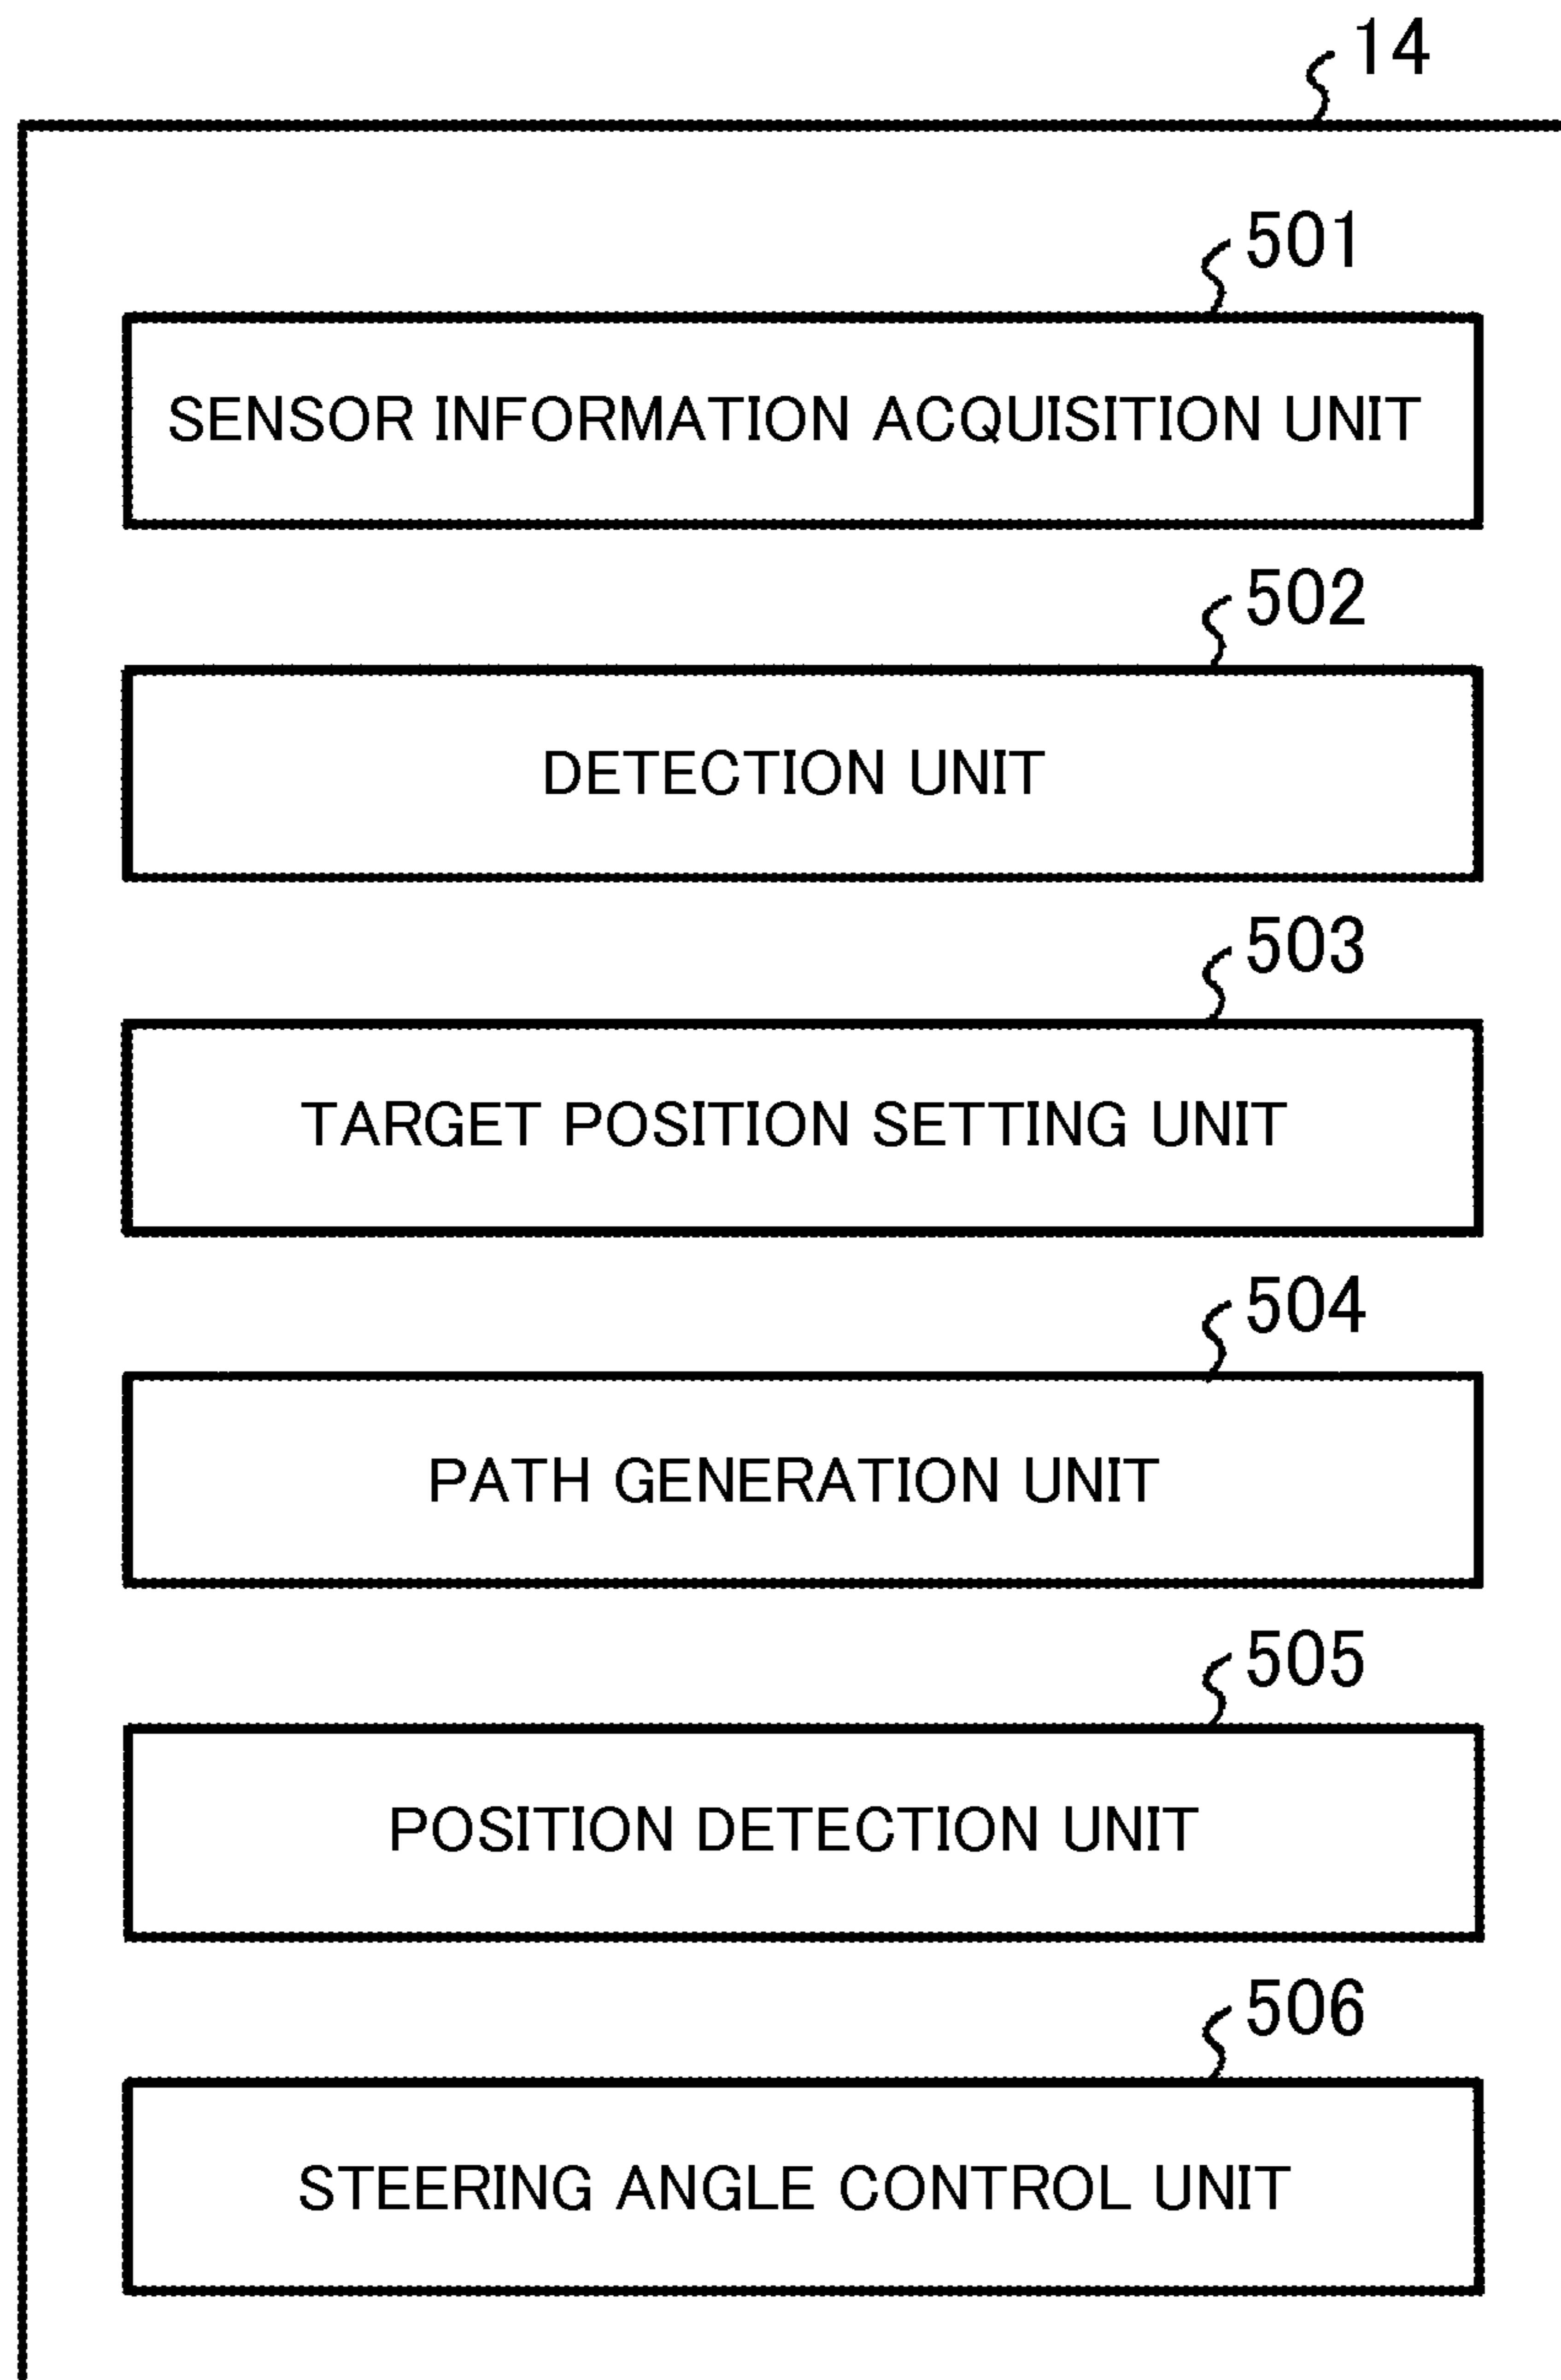 14
501
SENSOR INFORMATION ACQUISITION UNIT
502
DETECTION UNIT
503
TARGET POSITION SETTING UNIT
504
PATH GENERATION UNIT
505
POSITION DETECTION UNIT
506
STEERING ANGLE CONTROL UNIT